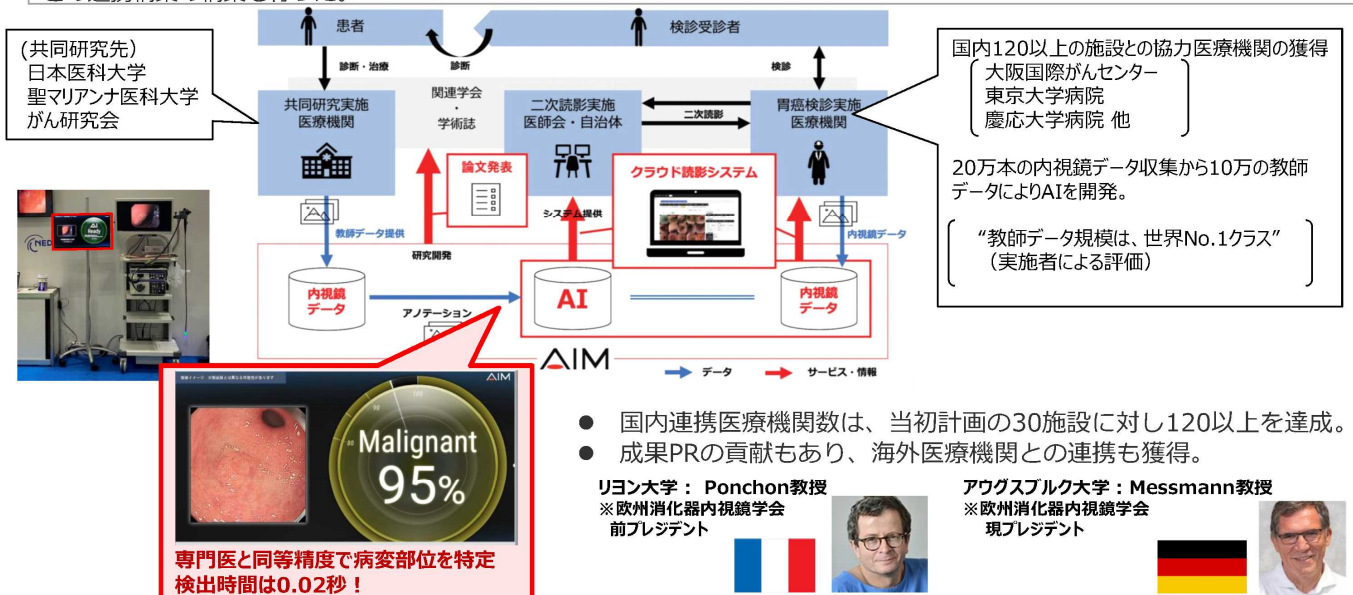 患者
検診受診者
(共同研究先)
日本医科大学
聖マリアンナ医科大学
がん研究会
診断・治療
診断
検診
関連学会
・
学術誌
共同研究実施
医療機関
二次読影実施
医師会・自治体
二次読影
胃癌検診実施
医療機関
国内120以上の施設との協力医療機関の獲得
大阪国際がんセンター
東京大学病院
慶応大学病院 他
20万本の内視鏡データ収集から10万の教師
データによりAIを開発。
“教師データ規模は、世界No.1クラス”
(実施者による評価)
論文発表
クラウド読影システム
システム提供
教師データ提供
研究開発
内視鏡データ
内視鏡
データ
アノテーション
AI
内視鏡
データ
AIM
データ
サービス・情報
NED
AI
Ready
AIM
80
90
100
Malignant
95%
専門医と同等精度で病変部位を特定
検出時間は0.02秒!
● 国内連携医療機関数は、当初計画の30施設に対し120以上を達成。
● 成果PRの貢献もあり、海外医療機関との連携も獲得。
リヨン大学: Ponchon教授
※欧州消化器内視鏡学会
前プレジデント
アウグスブルク大学:Messmann教授
※欧州消化器内視鏡学会
現プレジデント